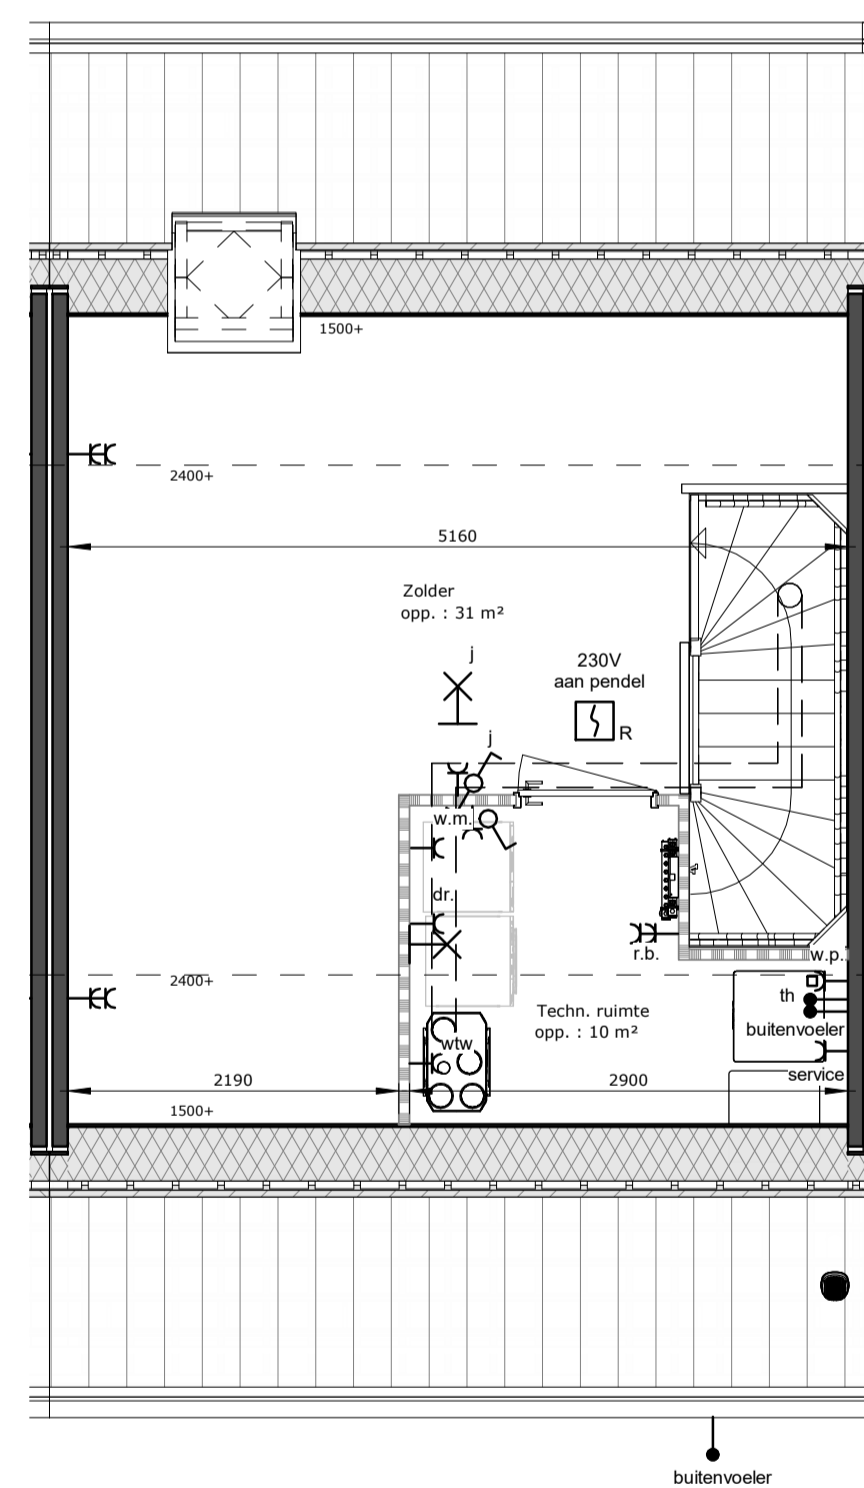 1500+
2400+
5160
Zolder
opp. : 31 m²
j
230V
aan pendel
R
j
w.m.
dr.
r.b.
w.p.
2400+
th
Techn. ruimte
opp. : 10 m²
buitenvoeler
wtw
service
2190
2900
1500+
buitenvoeler